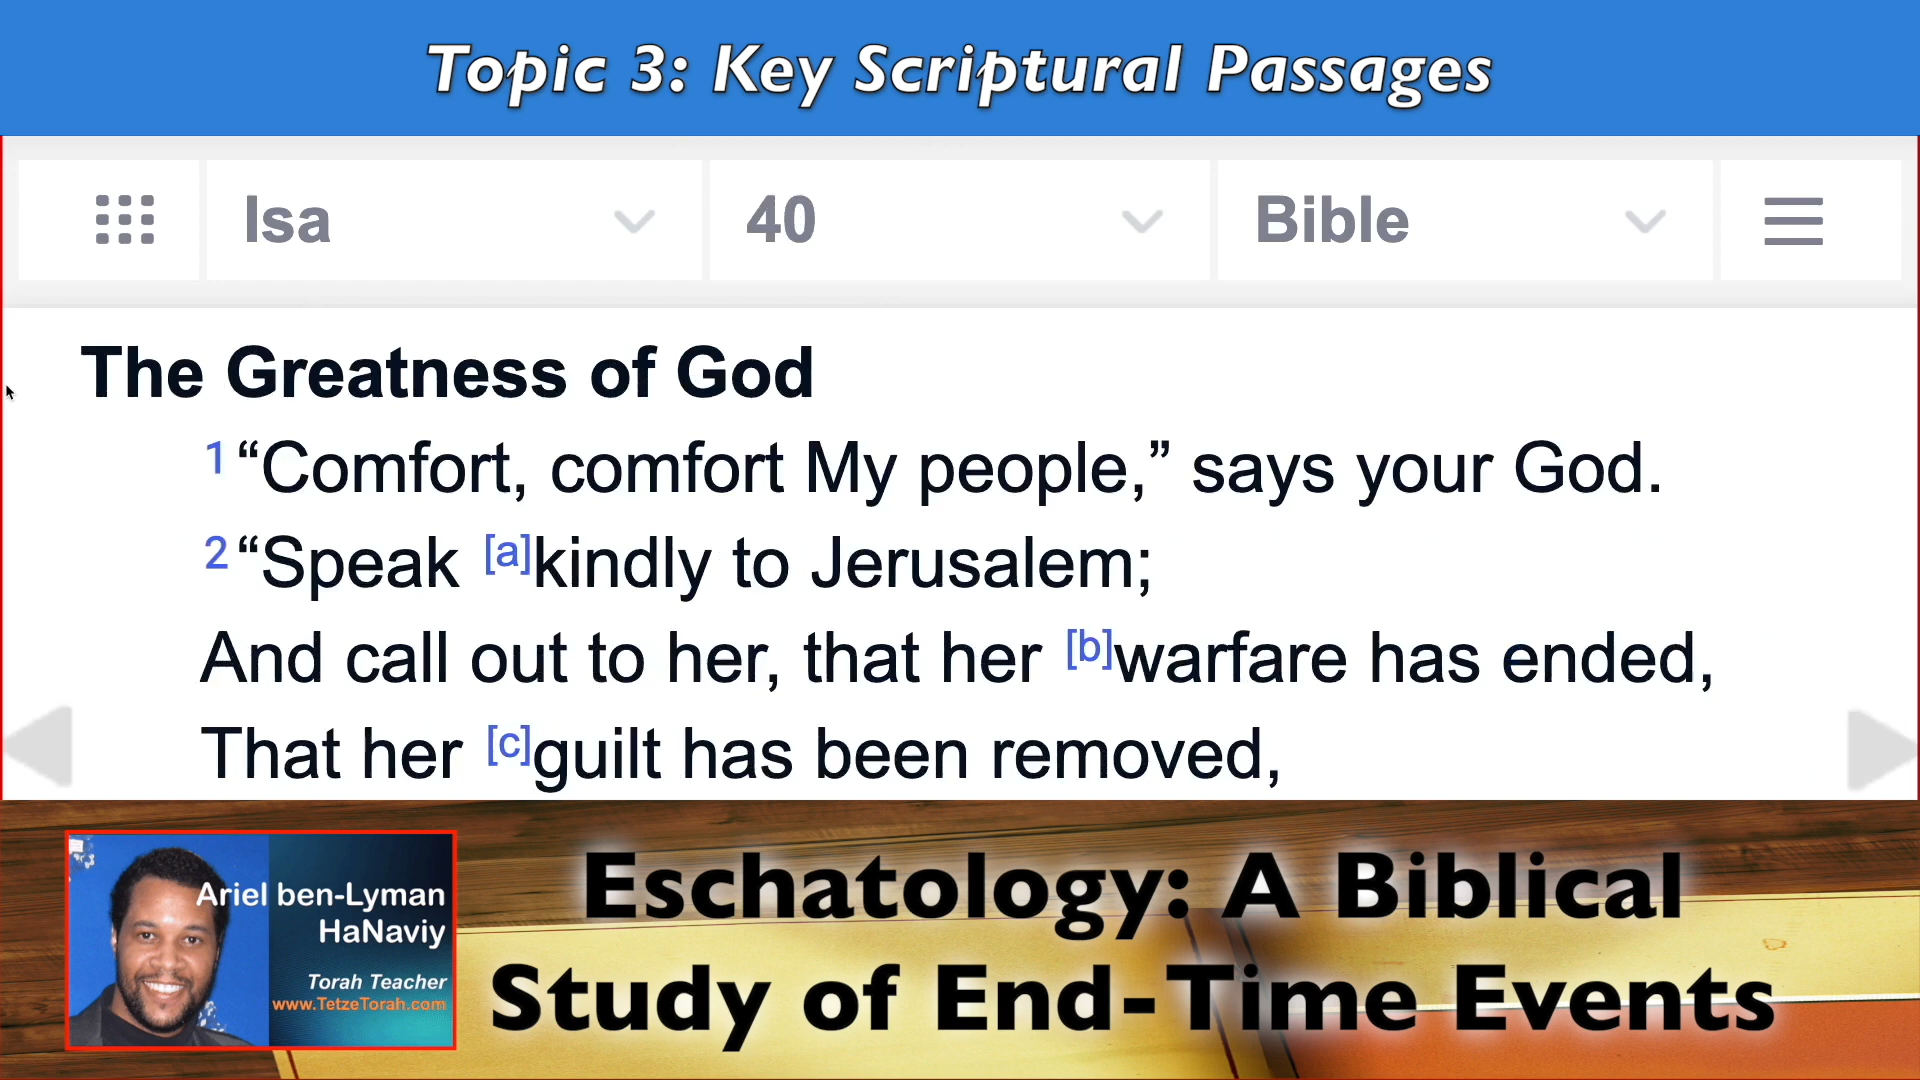 Topic 3: Key Scriptural Passages
Isa
40
Bible
The Greatness of God
1 “Comfort, comfort My people,” says your God.
2 “Speak [a]kindly to Jerusalem;
And call out to her, that her [b]warfare has ended,
That her [c]guilt has been removed,
Ariel ben-Lyman
HaNaviy
Torah Teacher
www.TetzeTorah.com
Eschatology: A Biblical
Study of End-Time Events